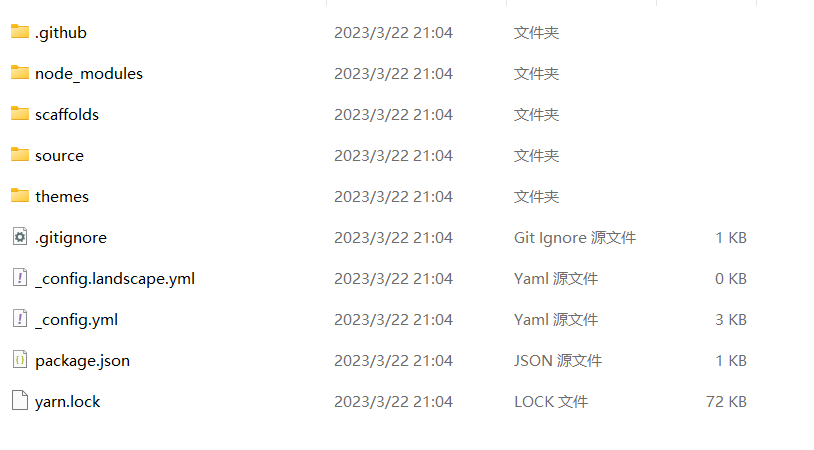 .github 2023/3/22 21:04 文件夹
node_modules 2023/3/22 21:04 文件夹
scaffolds 2023/3/22 21:04 文件夹
source 2023/3/22 21:04 文件夹
themes 2023/3/22 21:04 文件夹
.gitignore 2023/3/22 21:04 Git Ignore 源文件 1 KB
_config.landscape.yml 2023/3/22 21:04 Yaml 源文件 0 KB
_config.yml 2023/3/22 21:04 Yaml 源文件 3 KB
package.json 2023/3/22 21:04 JSON 源文件 1 KB
yarn.lock 2023/3/22 21:04 LOCK 文件 72 KB